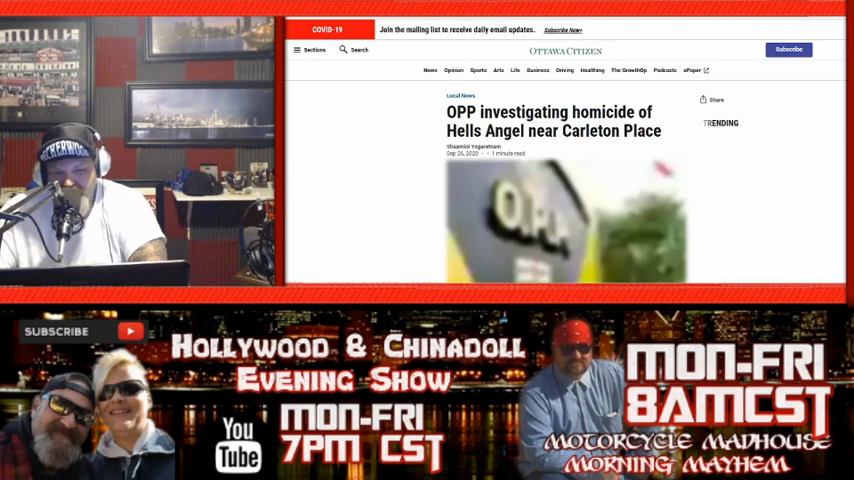 COVID-19
Join the mailing list to receive daily email updates. Subscribe Now>
Sections
Search
OTTAWA CITIZEN
Subscribe
News Opinion Sports Arts Life Business Driving Healthing The GrowthOp Podcasts ePaper
Local News
OPP investigating homicide of
Hells Angel near Carleton Place
Share
TRENDING
Shaamini Yogaretnam
Sep 26, 2020 • 1 minute read
O.P.P.
SUBSCRIBE
HOLLYWOOD & CHINADOLL
EVENING SHOW
You
Tube
MON-FRI
7PM CST
MON-FRI
8AMCST
MOTORCYCLE MADHOUSE
MORNING MAYHEM